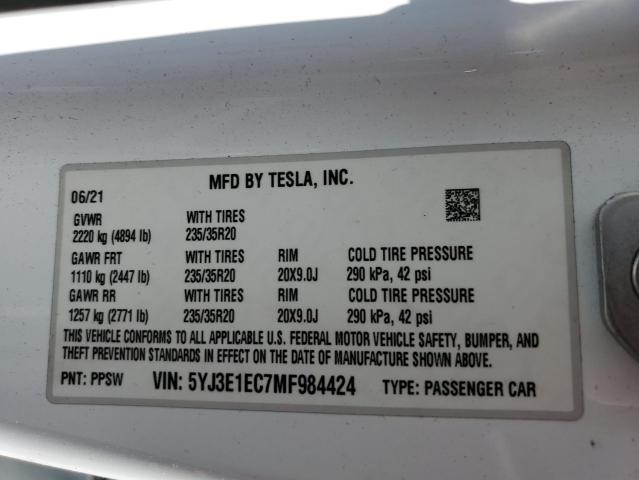 MFD BY TESLA, INC.
06/21
GVWR WITH TIRES
2220 kg (4894 lb) 235/35R20
GAWR FRT WITH TIRES RIM COLD TIRE PRESSURE
1110 kg (2447 lb) 235/35R20 20X9.0J 290 kPa, 42 psi
GAWR RR WITH TIRES RIM COLD TIRE PRESSURE
1257 kg (2771 lb) 235/35R20 20X9.0J 290 kPa, 42 psi
THIS VEHICLE CONFORMS TO ALL APPLICABLE U.S. FEDERAL MOTOR VEHICLE SAFETY, BUMPER, AND
THEFT PREVENTION STANDARDS IN EFFECT ON THE DATE OF MANUFACTURE SHOWN ABOVE.
PNT: PPSW VIN: 5YJ3E1EC7MF984424 TYPE: PASSENGER CAR